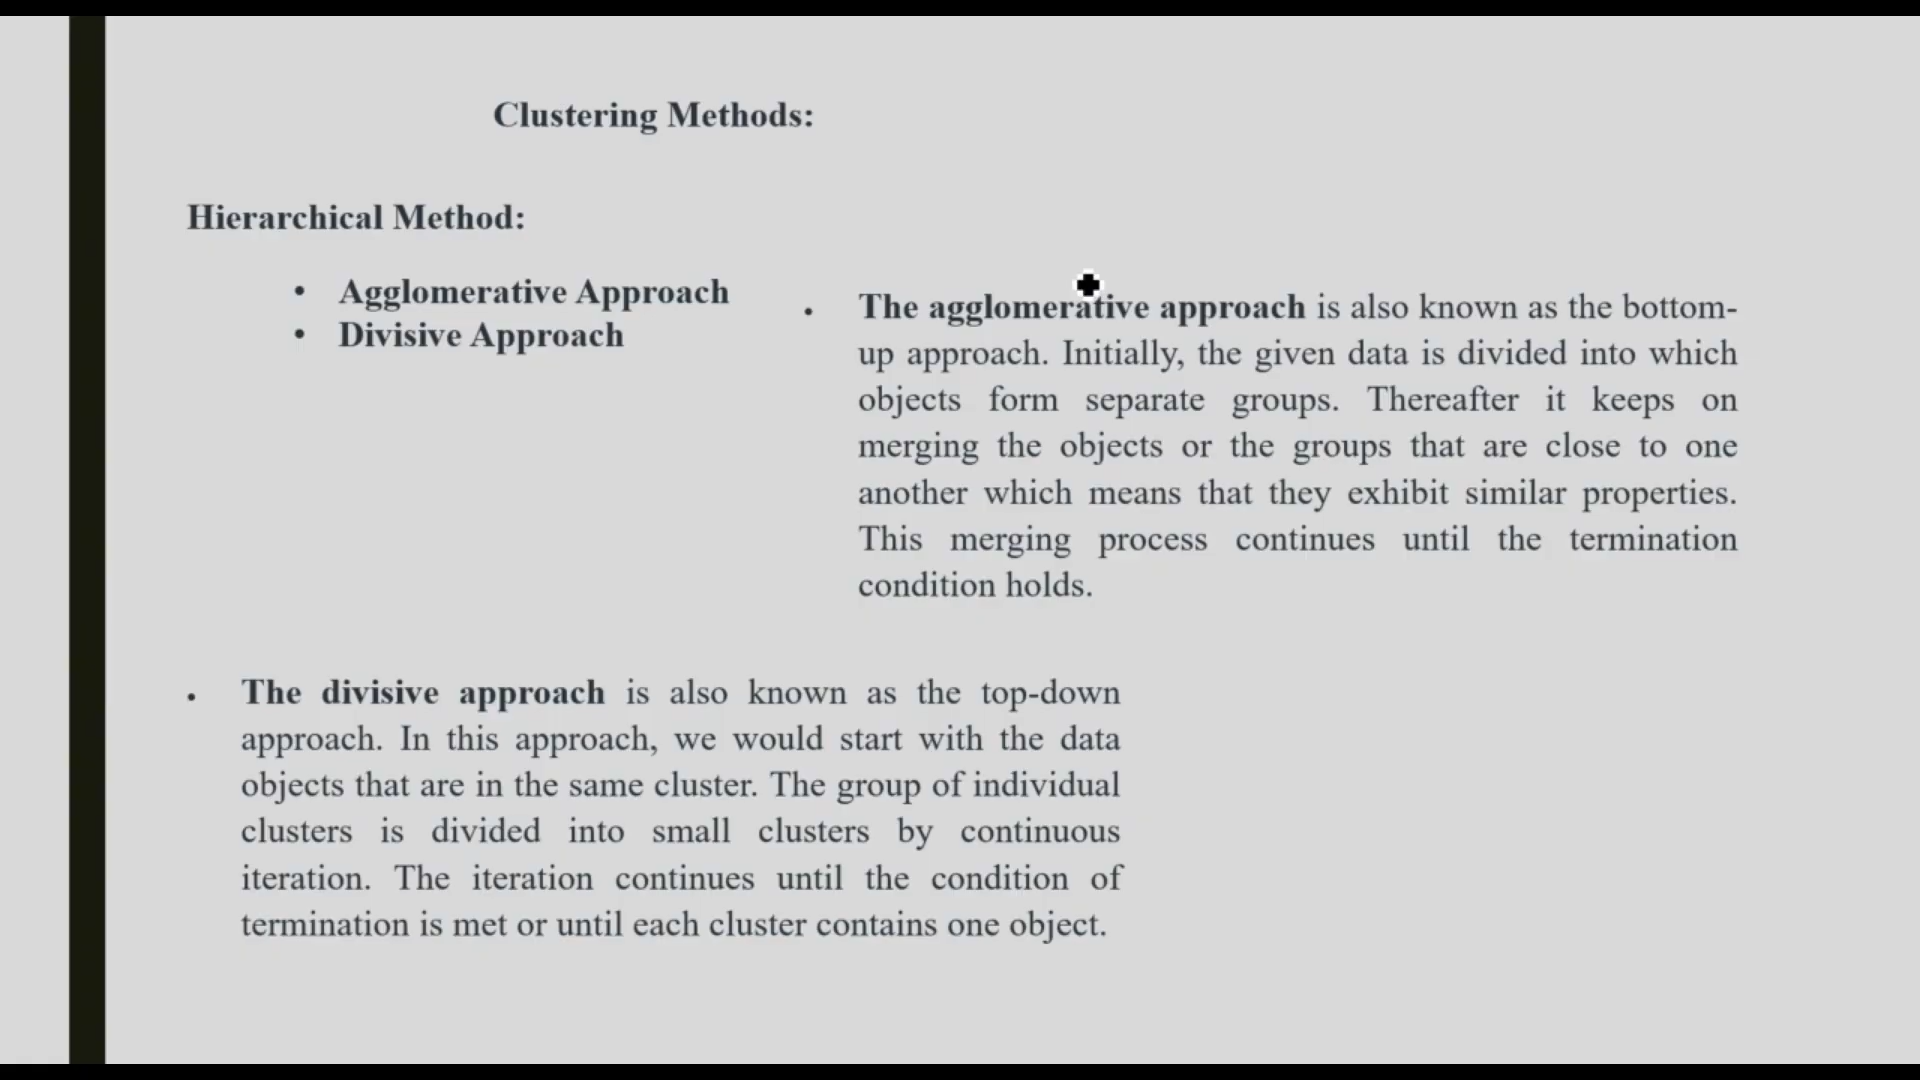 Clustering Methods:
Hierarchical Method:
• Agglomerative Approach
• Divisive Approach
• The agglomerative approach is also known as the bottom-
up approach. Initially, the given data is divided into which
objects form separate groups. Thereafter it keeps on
merging the objects or the groups that are close to one
another which means that they exhibit similar properties.
This merging process continues until the termination
condition holds.
• The divisive approach is also known as the top-down
approach. In this approach, we would start with the data
objects that are in the same cluster. The group of individual
clusters is divided into small clusters by continuous
iteration. The iteration continues until the condition of
termination is met or until each cluster contains one object.